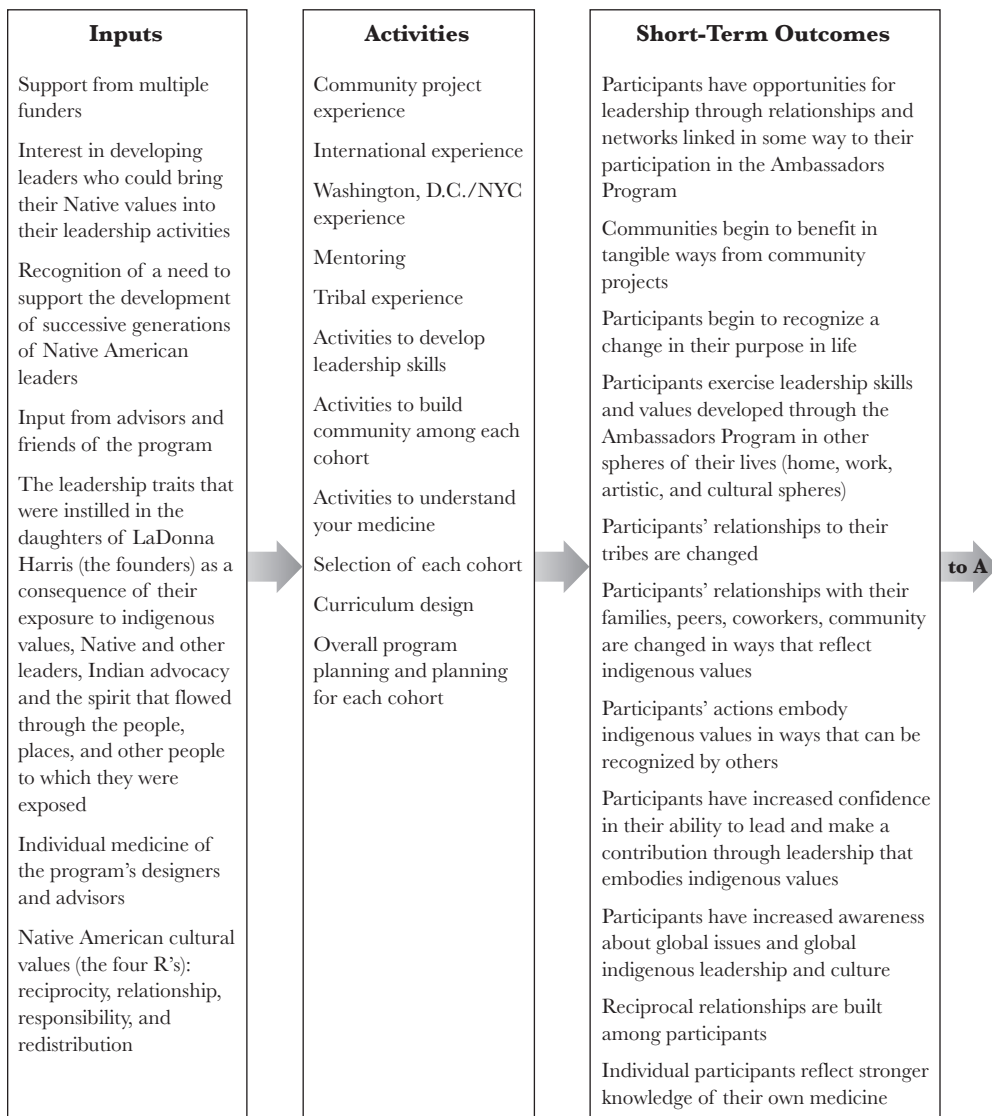 Inputs
Support from multiple
funders
Interest in developing
leaders who could bring
their Native values into
their leadership activities
Recognition of a need to
support the development
of successive generations
of Native American
leaders
Input from advisors and
friends of the program
The leadership traits that
were instilled in the
daughters of LaDonna
Harris (the founders) as a
consequence of their
exposure to indigenous
values, Native and other
leaders, Indian advocacy
and the spirit that flowed
through the people,
places, and other people
to which they were
exposed
Individual medicine of
the program's designers
and advisors
Native American cultural
values (the four R's):
reciprocity, relationship,
responsibility, and
redistribution
Activities
Community project
experience
International experience
Washington, D.C./NYC
experience
Mentoring
Tribal experience
Activities to develop
leadership skills
Activities to build
community among each
cohort
Activities to understand
your medicine
Selection of each cohort
Curriculum design
Overall program
planning and planning
for each cohort
Short-Term Outcomes
Participants have opportunities for
leadership through relationships and
networks linked in some way to their
participation in the Ambassadors
Program
Communities begin to benefit in
tangible ways from community
projects
Participants begin to recognize a
change in their purpose in life
Participants exercise leadership skills
and values developed through the
Ambassadors Program in other
spheres of their lives (home, work,
artistic, and cultural spheres)
Participants' relationships to their
tribes are changed
Participants' relationships with their
families, peers, coworkers, community
are changed in ways that reflect
indigenous values
Participants' actions embody
indigenous values in ways that can be
recognized by others
Participants have increased confidence
in their ability to lead and make a
contribution through leadership that
embodies indigenous values
Participants have increased awareness
about global issues and global
indigenous leadership and culture
Reciprocal relationships are built
among participants
Individual participants reflect stronger
knowledge of their own medicine
to A